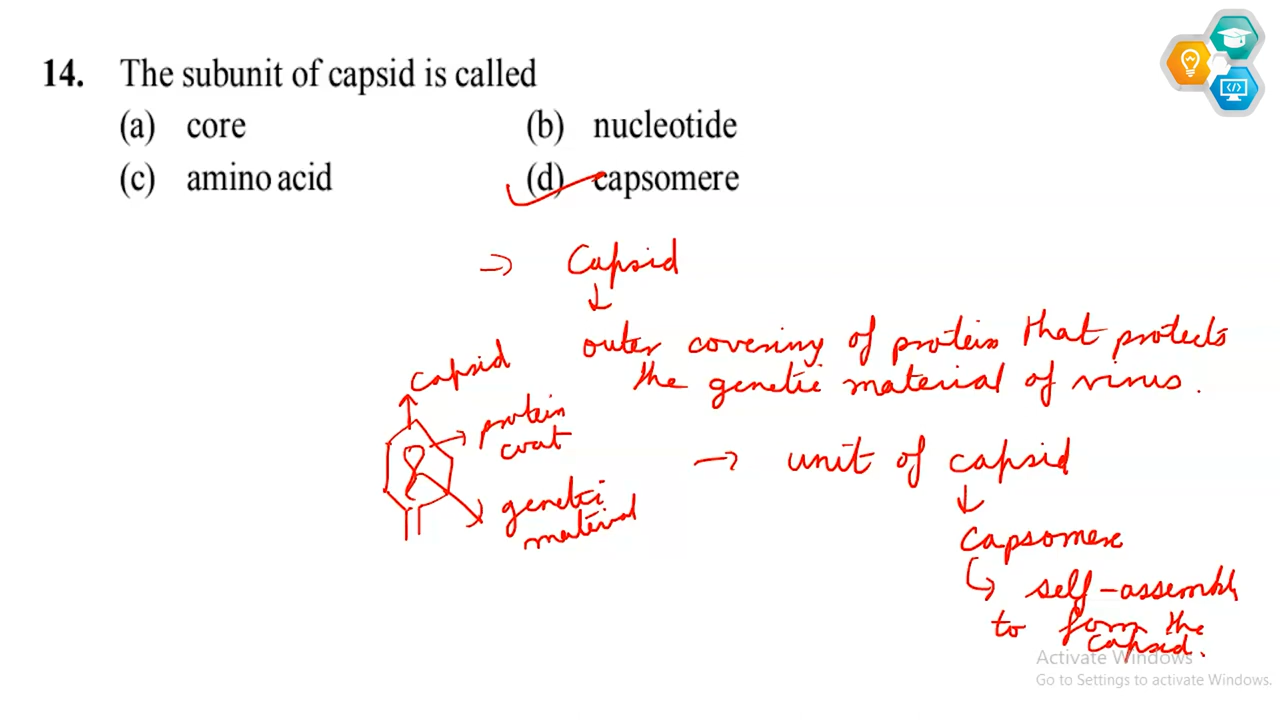 14. The subunit of capsid is called
(a) core (b) nucleotide
(c) amino acid (d) capsomere
→ Capsid
↓
outer covering of protein that protects
the genetic material of virus.
capsid
protein
coat
genetic
material
→ unit of capsid
↓
capsomere
↳ self-assembly
to form the
capsid.
Activate Windows
Go to Settings to activate Windows.